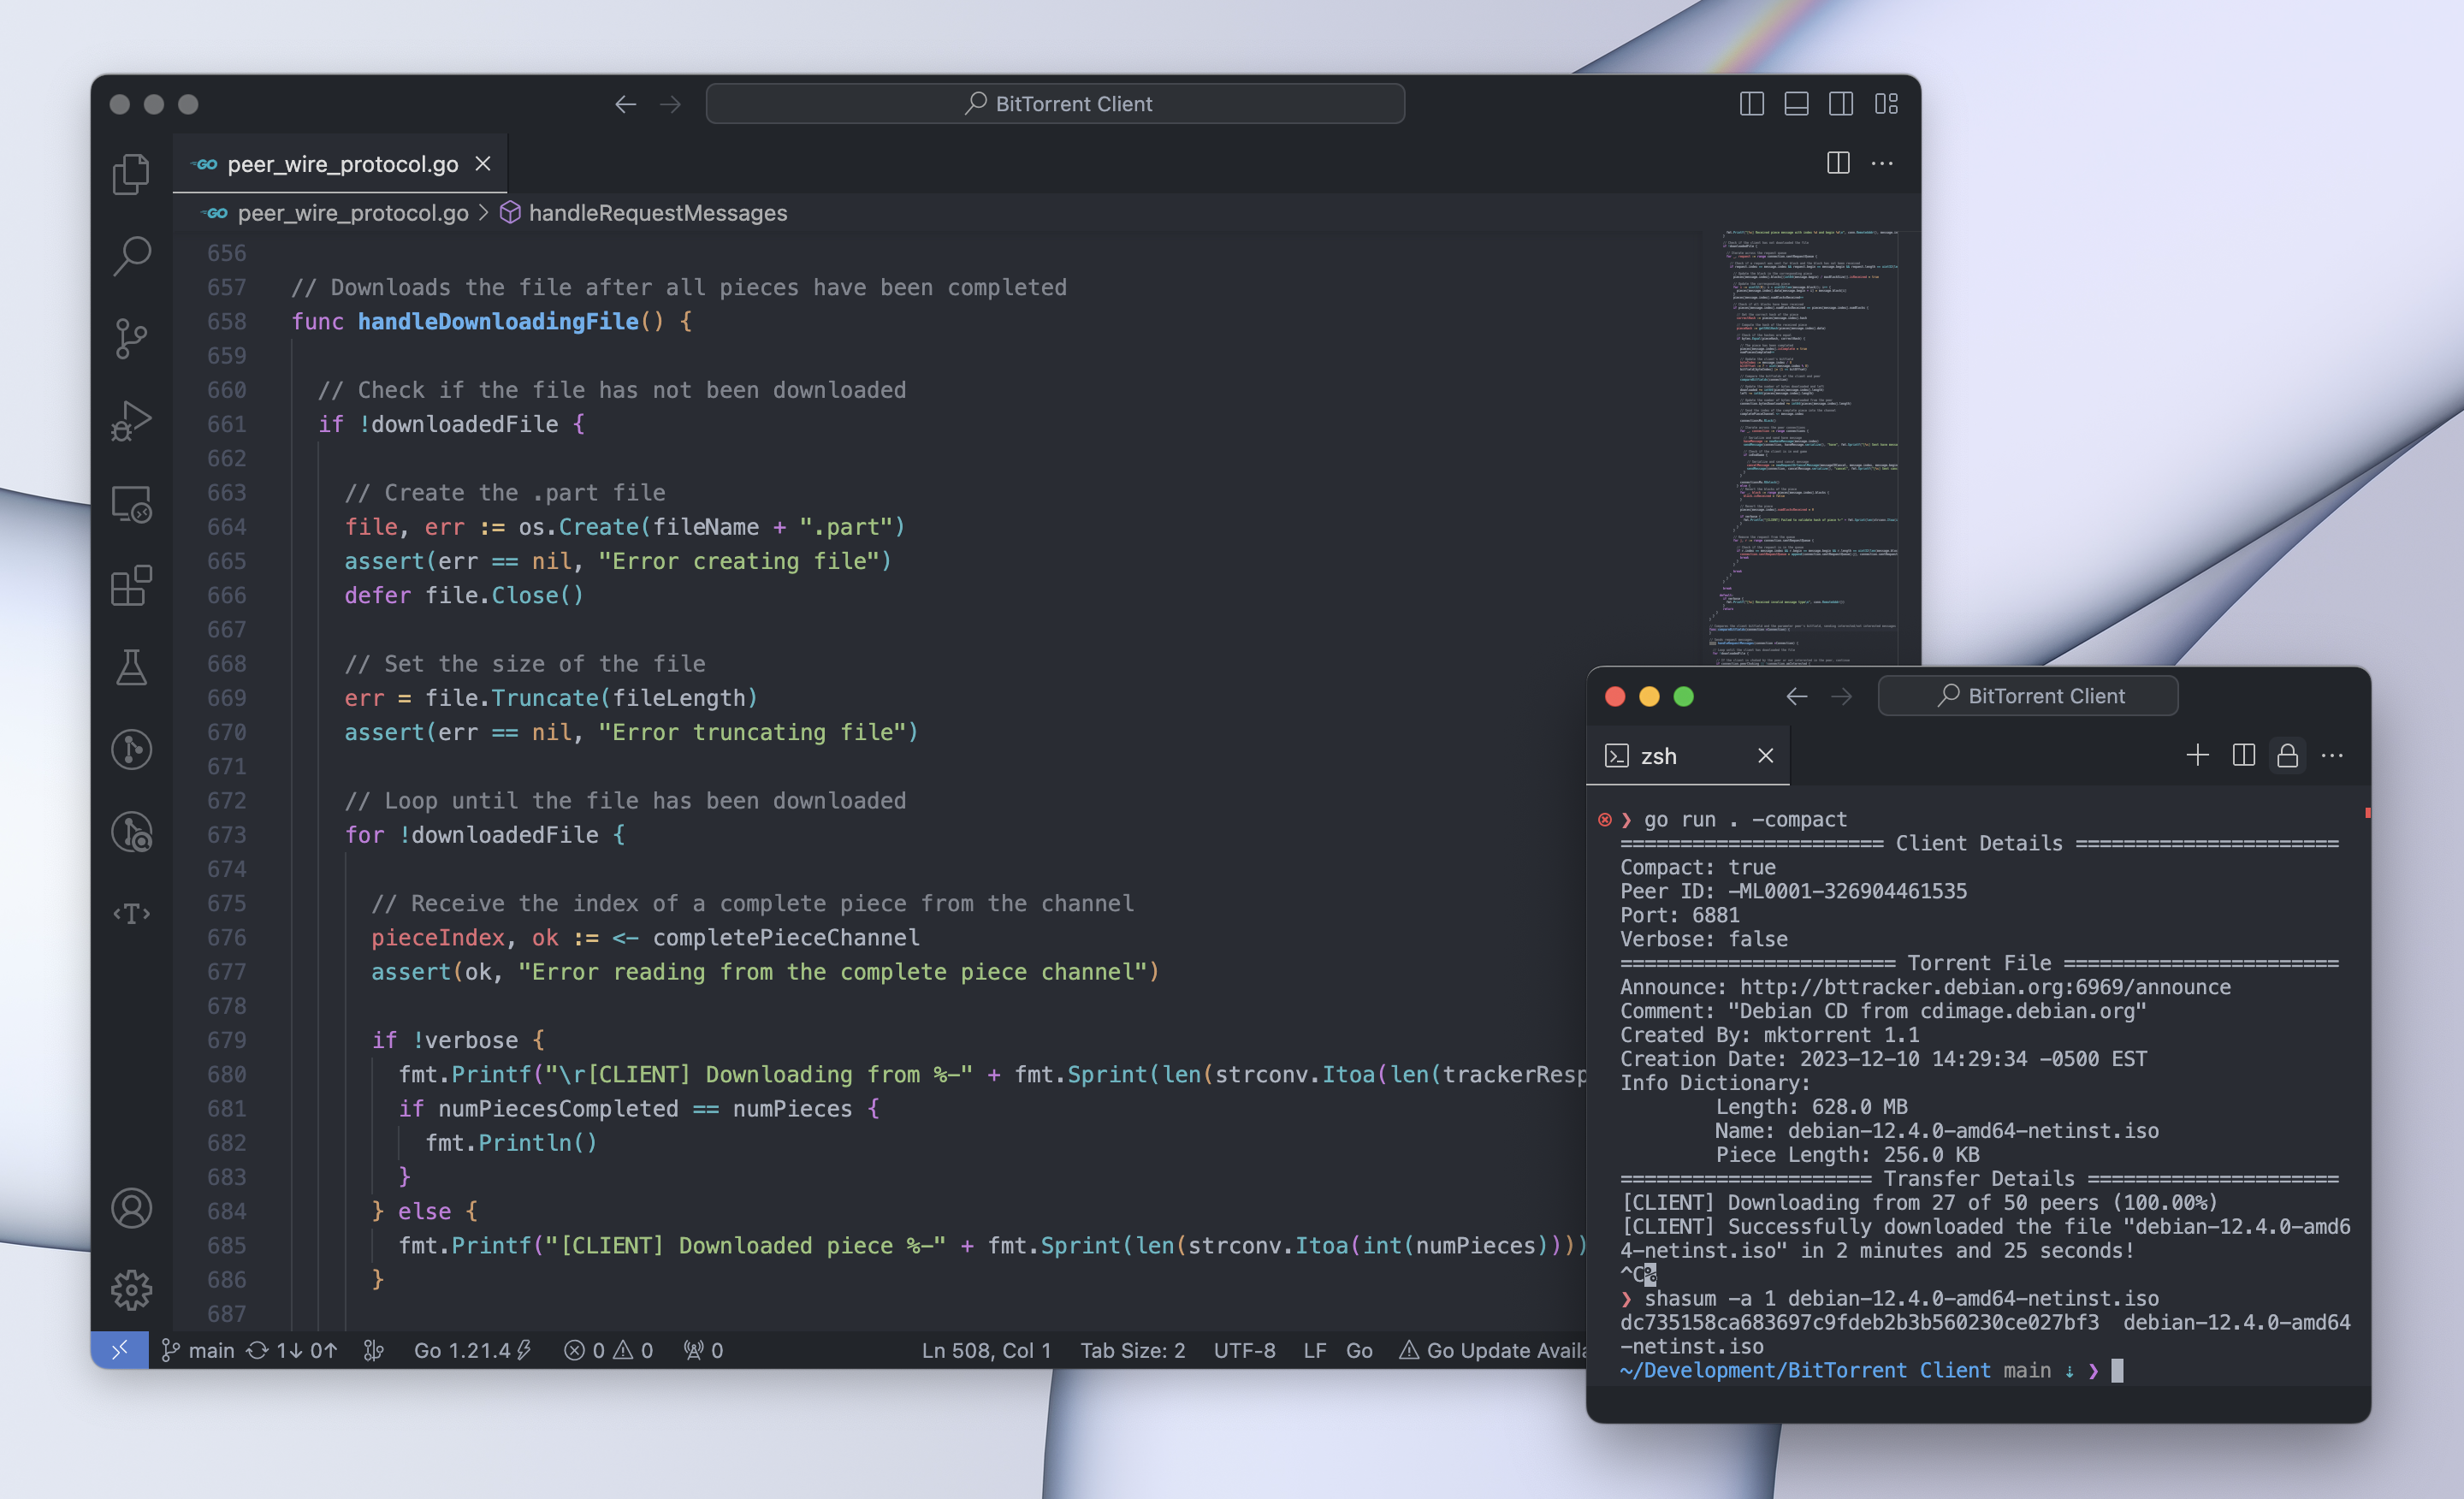 BitTorrent Client
GO peer_wire_protocol.go
GO peer_wire_protocol.go > handleRequestMessages
656
657 // Downloads the file after all pieces have been completed
658 func handleDownloadingFile() {
659
660 // Check if the file has not been downloaded
661 if !downloadedFile {
662
663 // Create the .part file
664 file, err := os.Create(fileName + ".part")
665 assert(err == nil, "Error creating file")
666 defer file.Close()
667
668 // Set the size of the file
669 err = file.Truncate(fileLength)
670 assert(err == nil, "Error truncating file")
671
672 // Loop until the file has been downloaded
673 for !downloadedFile {
674
675 // Receive the index of a complete piece from the channel
676 pieceIndex, ok := <- completePieceChannel
677 assert(ok, "Error reading from the complete piece channel")
678
679 if !verbose {
680 fmt.Printf("\r[CLIENT] Downloading from %-" + fmt.Sprint(len(strconv.Itoa(len(trackerResp
681 if numPiecesCompleted == numPieces {
682 fmt.Println()
683 }
684 } else {
685 fmt.Printf("[CLIENT] Downloaded piece %-" + fmt.Sprint(len(strconv.Itoa(int(numPieces))))
686 }
687
main 1↓ 0↑ Go 1.21.4 0 0 0 Ln 508, Col 1 Tab Size: 2 UTF-8 LF Go Go Update Availa
BitTorrent Client
zsh
❯ go run . -compact
====================== Client Details ======================
Compact: true
Peer ID: -ML0001-326904461535
Port: 6881
Verbose: false
======================= Torrent File =======================
Announce: http://bttracker.debian.org:6969/announce
Comment: "Debian CD from cdimage.debian.org"
Created By: mktorrent 1.1
Creation Date: 2023-12-10 14:29:34 -0500 EST
Info Dictionary:
Length: 628.0 MB
Name: debian-12.4.0-amd64-netinst.iso
Piece Length: 256.0 KB
===================== Transfer Details =====================
[CLIENT] Downloading from 27 of 50 peers (100.00%)
[CLIENT] Successfully downloaded the file "debian-12.4.0-amd6
4-netinst.iso" in 2 minutes and 25 seconds!
^C%
❯ shasum -a 1 debian-12.4.0-amd64-netinst.iso
dc735158ca683697c9fdeb2b3b560230ce027bf3  debian-12.4.0-amd64
-netinst.iso
~/Development/BitTorrent Client main ⇣ ❯